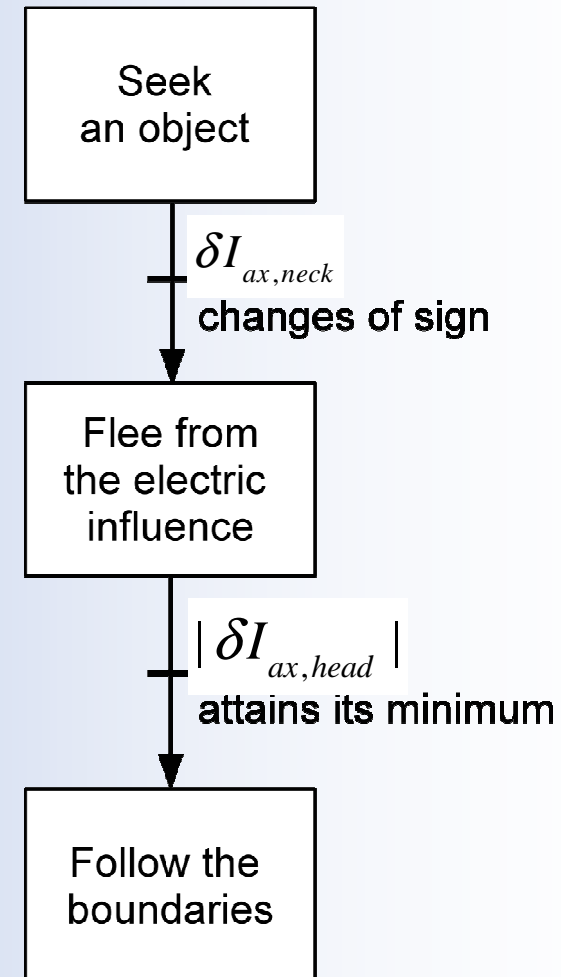 Seek
an object
δI_{ax,neck}
changes of sign
Flee from
the electric
influence
|δI_{ax,head}|
attains its minimum
Follow the
boundaries